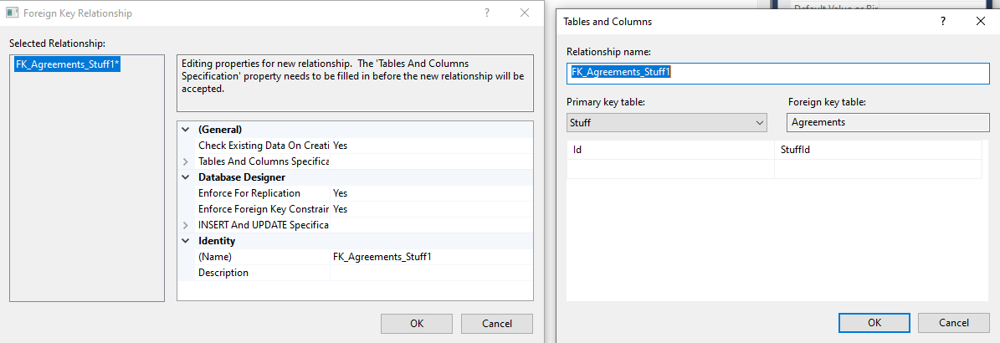 Foreign Key Relationship
Selected Relationship:
FK_Agreements_Stuff1*
Editing properties for new relationship. The 'Tables And Columns
Specification' property needs to be filled in before the new relationship will be
accepted.
(General)
Check Existing Data On Creati Yes
Tables And Columns Specifica
Database Designer
Enforce For Replication Yes
Enforce Foreign Key Constrair Yes
INSERT And UPDATE Specifica
Identity
(Name) FK_Agreements_Stuff1
Description
OK Cancel
Default Value or Bir
Tables and Columns
Relationship name:
FK_Agreements_Stuff1
Primary key table: Foreign key table:
Stuff Agreements
Id StuffId
OK Cancel